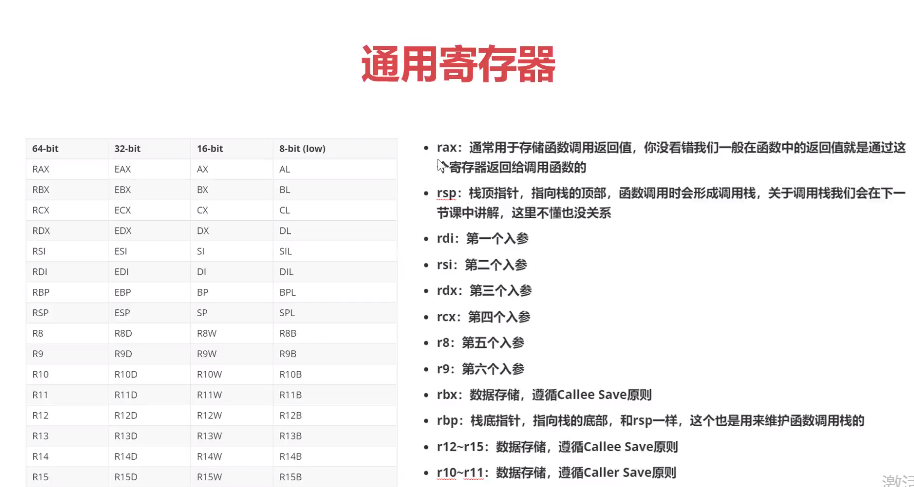 通用寄存器
64-bit 32-bit 16-bit 8-bit (low)
RAX EAX AX AL
RBX EBX BX BL
RCX ECX CX CL
RDX EDX DX DL
RSI ESI SI SIL
RDI EDI DI DIL
RBP EBP BP BPL
RSP ESP SP SPL
R8 R8D R8W R8B
R9 R9D R9W R9B
R10 R10D R10W R10B
R11 R11D R11W R11B
R12 R12D R12W R12B
R13 R13D R13W R13B
R14 R14D R14W R14B
R15 R15D R15W R15B
• rax：通常用于存储函数调用返回值，你没看错我们一般在函数中的返回值就是通过这
个寄存器返回给调用函数的
• rsp：栈顶指针，指向栈的顶部，函数调用时会形成调用栈，关于调用栈我们会在下一
节课中讲解，这里不懂也没关系
• rdi：第一个入参
• rsi：第二个入参
• rdx：第三个入参
• rcx：第四个入参
• r8：第五个入参
• r9：第六个入参
• rbx：数据存储，遵循Callee Save原则
• rbp：栈底指针，指向栈的底部，和rsp一样，这个也是用来维护函数调用栈的
• r12~r15：数据存储，遵循Callee Save原则
• r10~r11：数据存储，遵循Caller Save原则
激活